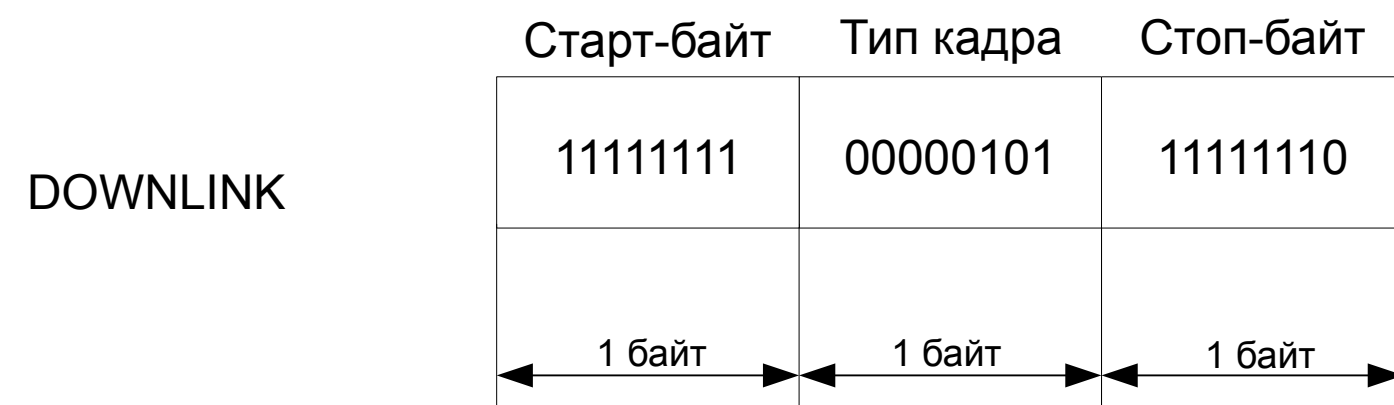 Старт-байт Тип кадра Стоп-байт
DOWNLINK 11111111 00000101 11111110
1 байт 1 байт 1 байт